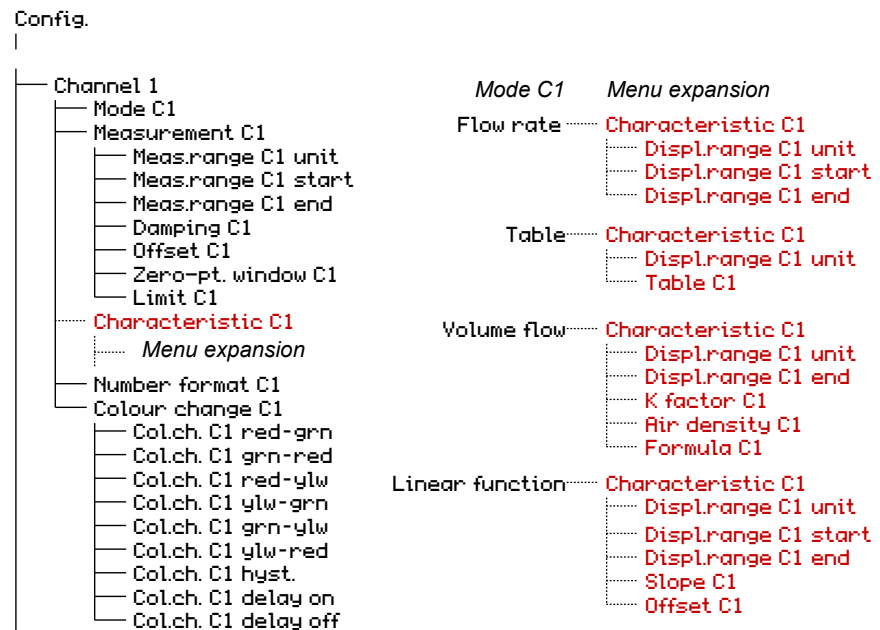 Config.
Channel 1
Mode C1
Measurement C1
Meas.range C1 unit
Meas.range C1 start
Meas.range C1 end
Damping C1
Offset C1
Zero-pt. window C1
Limit C1
Characteristic C1
Menu expansion
Number format C1
Colour change C1
Col.ch. C1 red-grn
Col.ch. C1 grn-red
Col.ch. C1 red-ylw
Col.ch. C1 ylw-grn
Col.ch. C1 grn-ylw
Col.ch. C1 ylw-red
Col.ch. C1 hyst.
Col.ch. C1 delay on
Col.ch. C1 delay off
Mode C1 Menu expansion
Flow rate Characteristic C1
Displ.range C1 unit
Displ.range C1 start
Displ.range C1 end
Table Characteristic C1
Displ.range C1 unit
Table C1
Volume flow Characteristic C1
Displ.range C1 unit
Displ.range C1 end
K factor C1
Air density C1
Formula C1
Linear function Characteristic C1
Displ.range C1 unit
Displ.range C1 start
Displ.range C1 end
Slope C1
Offset C1